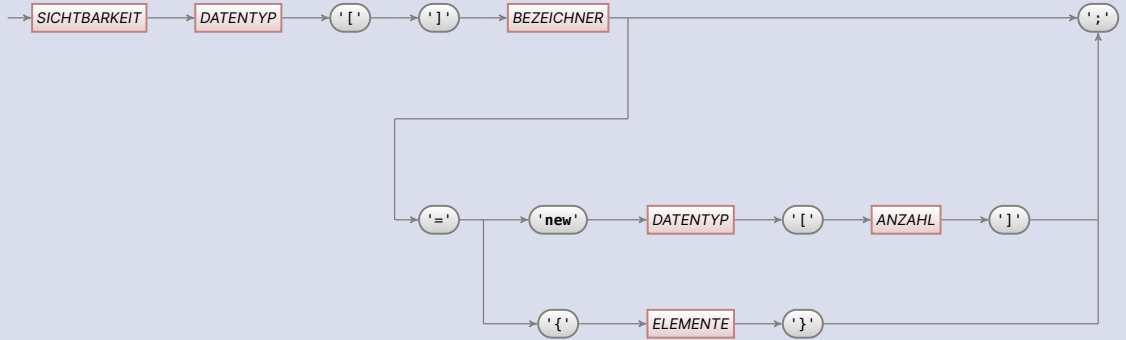 SICHTBARKEIT DATENTYP '[' ']' BEZEICHNER ';'
'=' 'new' DATENTYP '[' ANZAHL ']'
'{' ELEMENTE '}'